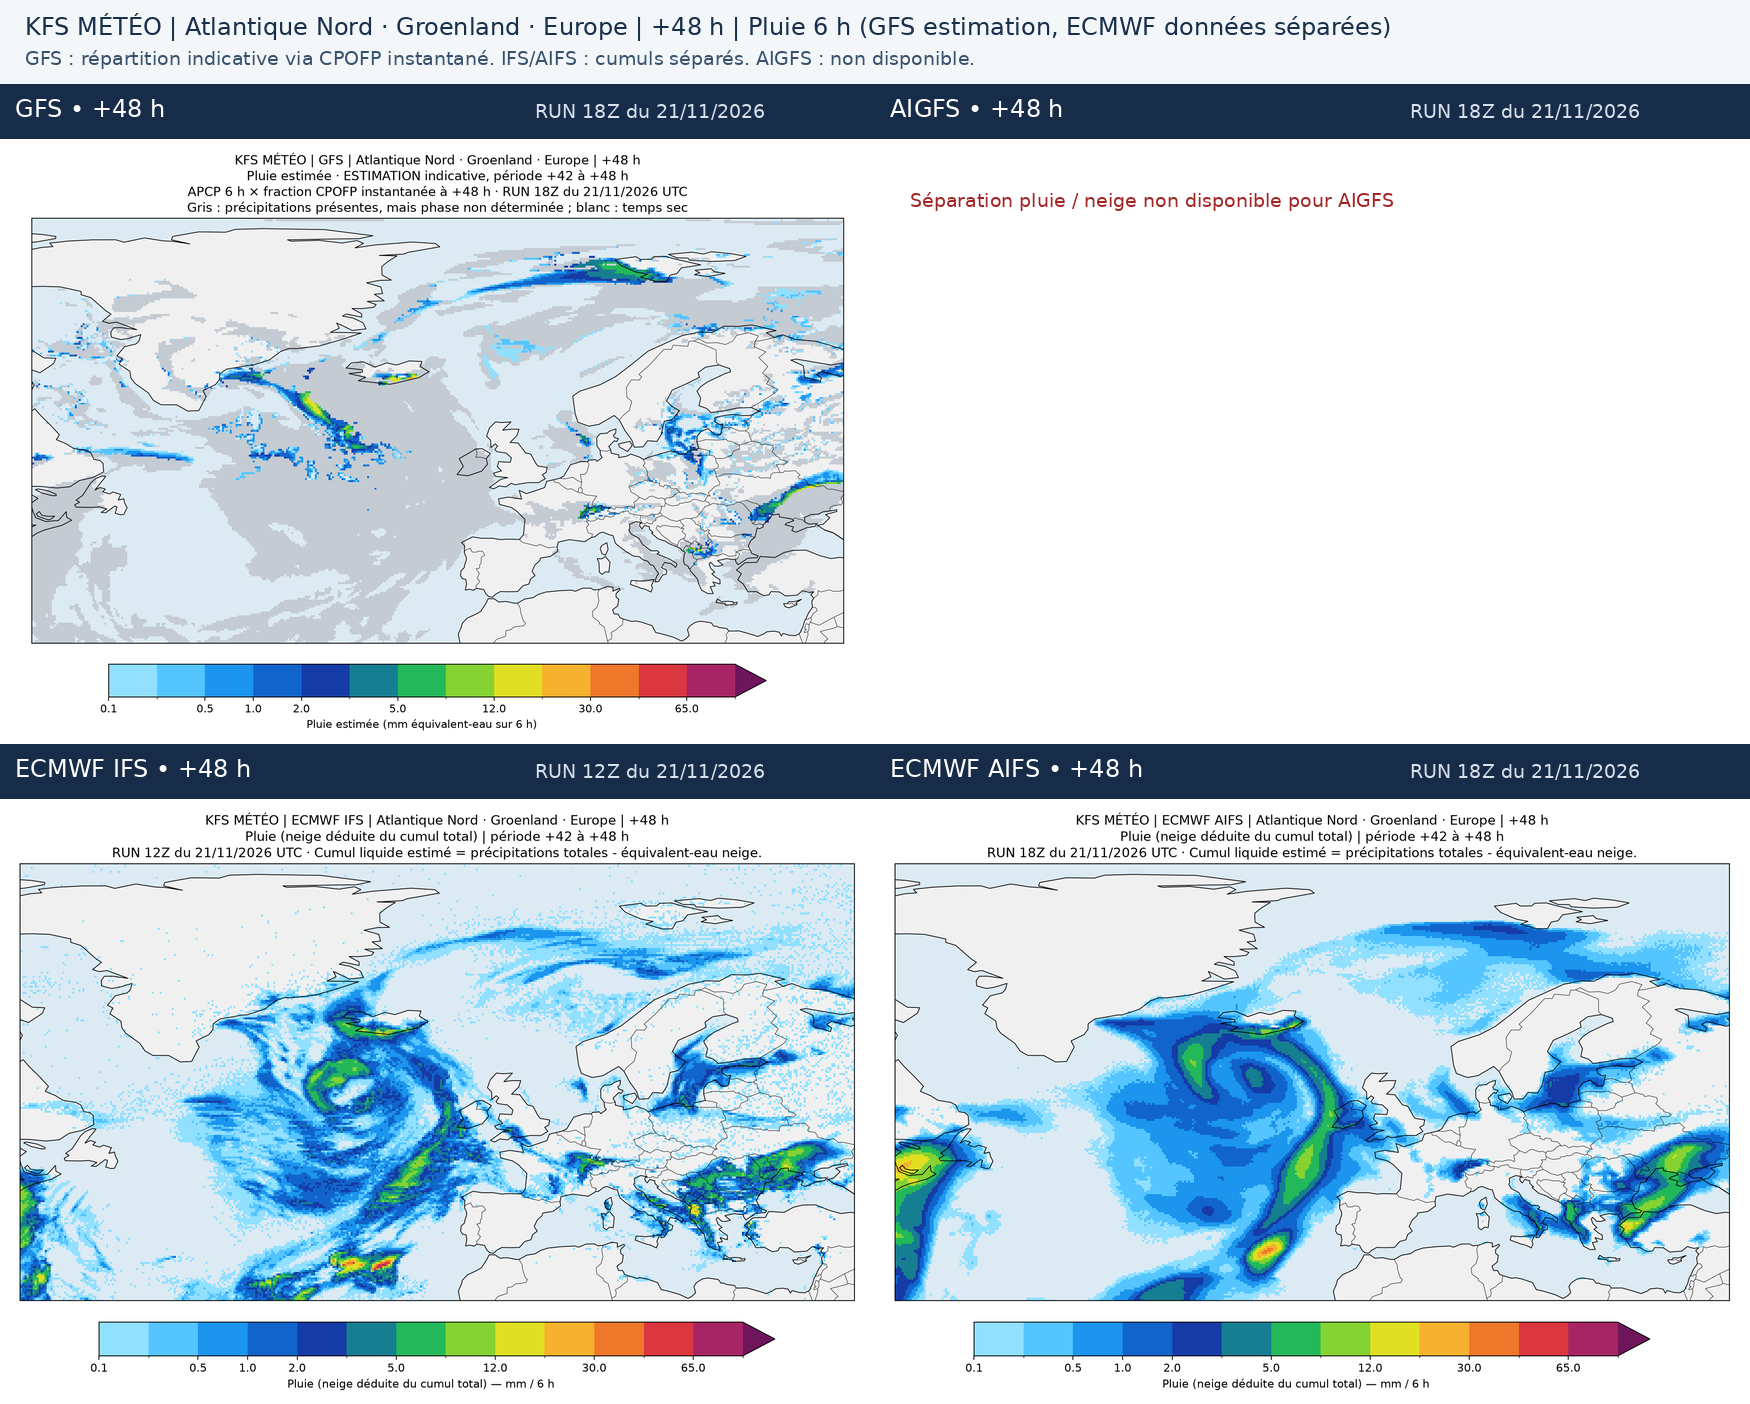 KFS MÉTÉO | Atlantique Nord · Groenland · Europe | +48 h | Pluie 6 h (GFS estimation, ECMWF données séparées)
GFS : répartition indicative via CPOFP instantané. IFS/AIFS : cumuls séparés. AIGFS : non disponible.
GFS • +48 h
RUN 18Z du 21/11/2026
KFS MÉTÉO | GFS | Atlantique Nord · Groenland · Europe | +48 h
Pluie estimée · ESTIMATION indicative, période +42 à +48 h
APCP 6 h × fraction CPOFP instantanée à +48 h · RUN 18Z du 21/11/2026 UTC
Gris : précipitations présentes, mais phase non déterminée ; blanc : temps sec
0.1 0.5 1.0 2.0 5.0 12.0 30.0 65.0
Pluie estimée (mm équivalent-eau sur 6 h)
AIGFS • +48 h
RUN 18Z du 21/11/2026
Séparation pluie / neige non disponible pour AIGFS
ECMWF IFS • +48 h
RUN 12Z du 21/11/2026
KFS MÉTÉO | ECMWF IFS | Atlantique Nord · Groenland · Europe | +48 h
Pluie (neige déduite du cumul total) | période +42 à +48 h
RUN 12Z du 21/11/2026 UTC · Cumul liquide estimé = précipitations totales - équivalent-eau neige.
0.1 0.5 1.0 2.0 5.0 12.0 30.0 65.0
Pluie (neige déduite du cumul total) — mm / 6 h
ECMWF AIFS • +48 h
RUN 18Z du 21/11/2026
KFS MÉTÉO | ECMWF AIFS | Atlantique Nord · Groenland · Europe | +48 h
Pluie (neige déduite du cumul total) | période +42 à +48 h
RUN 18Z du 21/11/2026 UTC · Cumul liquide estimé = précipitations totales - équivalent-eau neige.
0.1 0.5 1.0 2.0 5.0 12.0 30.0 65.0
Pluie (neige déduite du cumul total) — mm / 6 h